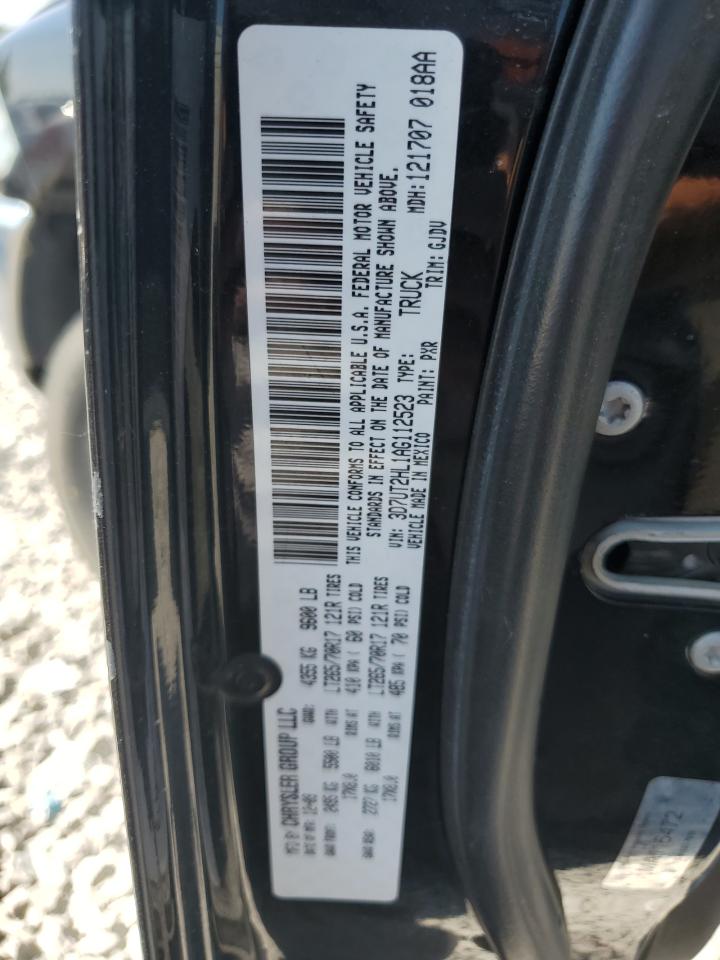 MFG BY: CHRYSLER GROUP LLC
DATE OF MFR: 12-09 GVWR: 4355 KG 9600 LB
GAWR FRONT: 2495 KG 5500 LB WITH LT265/70R17 121R TIRES
17X8.0 RIMS AT 410 KPA ( 60 PSI) COLD
GAWR REAR: 2727 KG 6010 LB WITH LT265/70R17 121R TIRES
17X8.0 RIMS AT 485 KPA ( 70 PSI) COLD
THIS VEHICLE CONFORMS TO ALL APPLICABLE U.S.A. FEDERAL MOTOR VEHICLE SAFETY
STANDARDS IN EFFECT ON THE DATE OF MANUFACTURE SHOWN ABOVE.
VIN: 3D7UT2HL1AG112523 TYPE: TRUCK MDH: 121707 018AA
VEHICLE MADE IN MEXICO PAINT: PXR TRIM: GJDV